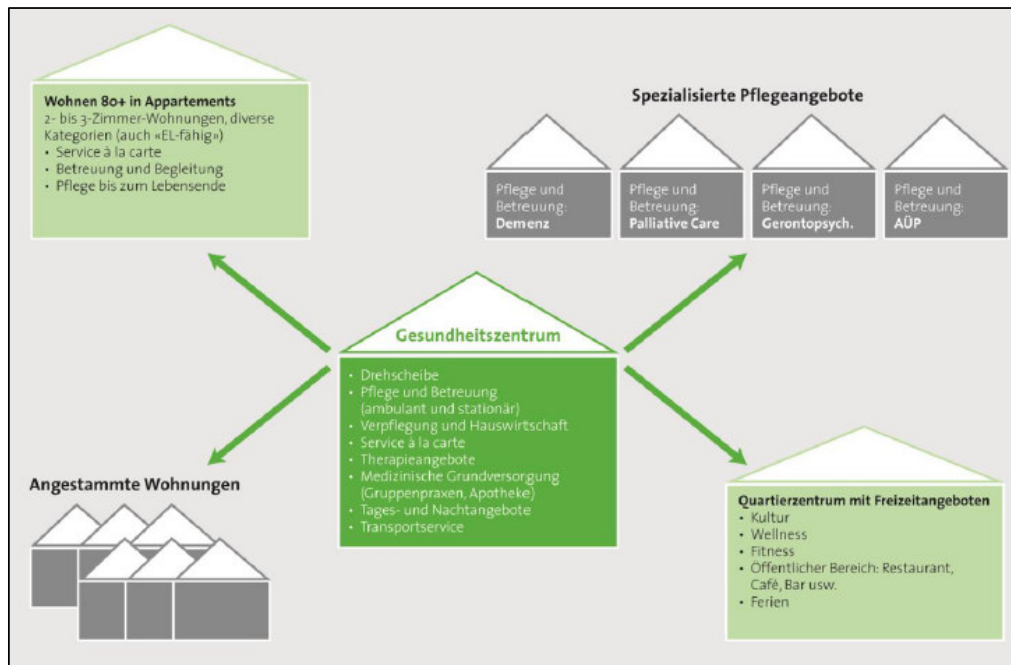 Wohnen 80+ in Appartements
2- bis 3-Zimmer-Wohnungen, diverse
Kategorien (auch «EL-fähig»)
• Service à la carte
• Betreuung und Begleitung
• Pflege bis zum Lebensende
Spezialisierte Pflegeangebote
Pflege und
Betreuung:
Demenz
Pflege und
Betreuung:
Palliative Care
Pflege und
Betreuung:
Gerontopsych.
Pflege und
Betreuung:
AÜP
Gesundheitszentrum
• Drehscheibe
• Pflege und Betreuung
(ambulant und stationär)
• Verpflegung und Hauswirtschaft
• Service à la carte
• Therapieangebote
• Medizinische Grundversorgung
(Gruppenpraxen, Apotheke)
• Tages- und Nachtangebote
• Transportservice
Angestammte Wohnungen
Quartierzentrum mit Freizeitangeboten
• Kultur
• Wellness
• Fitness
• Öffentlicher Bereich: Restaurant,
Café, Bar usw.
• Ferien